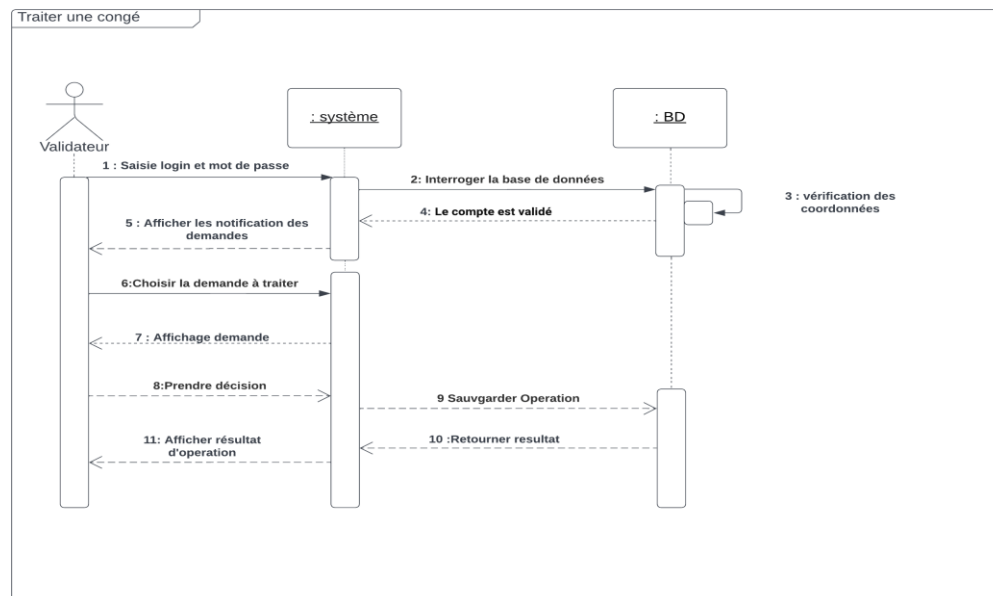 Traiter une congé
: système
: BD
Validateur
1 : Saisie login et mot de passe
2: Interroger la base de données
3 : vérification des
coordonnées
4: Le compte est validé
5 : Afficher les notification des
demandes
6:Choisir la demande à traiter
7 : Affichage demande
8:Prendre décision
9 Sauvgarder Operation
10 :Retourner resultat
11: Afficher résultat
d'operation